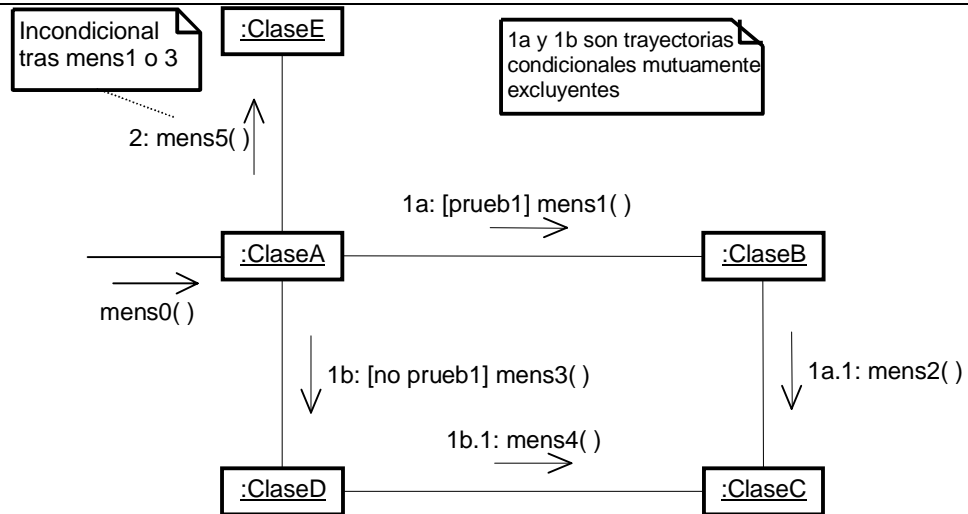 Incondicional
tras mens1 o 3
:ClaseE
1a y 1b son trayectorias
condicionales mutuamente
excluyentes
2: mens5( )
1a: [prueb1] mens1( )
:ClaseA
:ClaseB
mens0( )
1b: [no prueb1] mens3( )
1a.1: mens2( )
1b.1: mens4( )
:ClaseD
:ClaseC